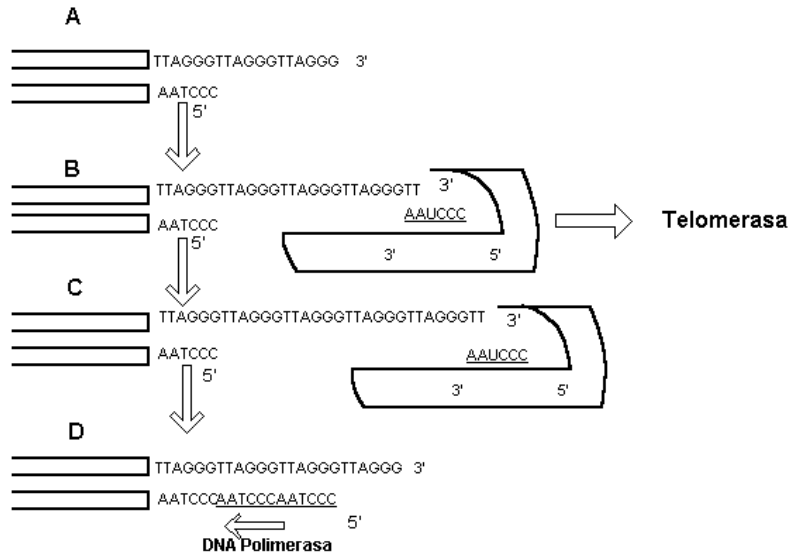 A
TTAGGGTTAGGGTTAGGG 3'
AATCCC
5'
B
TTAGGGTTAGGGTTAGGGTTAGGGTT 3'
AATCCC AAUCCC
5' 3' 5'
Telomerasa
C
TTAGGGTTAGGGTTAGGGTTAGGGTTAGGGTT 3'
AATCCC AAUCCC
5' 3' 5'
D
TTAGGGTTAGGGTTAGGGTTAGGG 3'
AATCCCAATCCCAATCCC
5'
DNA Polimerasa